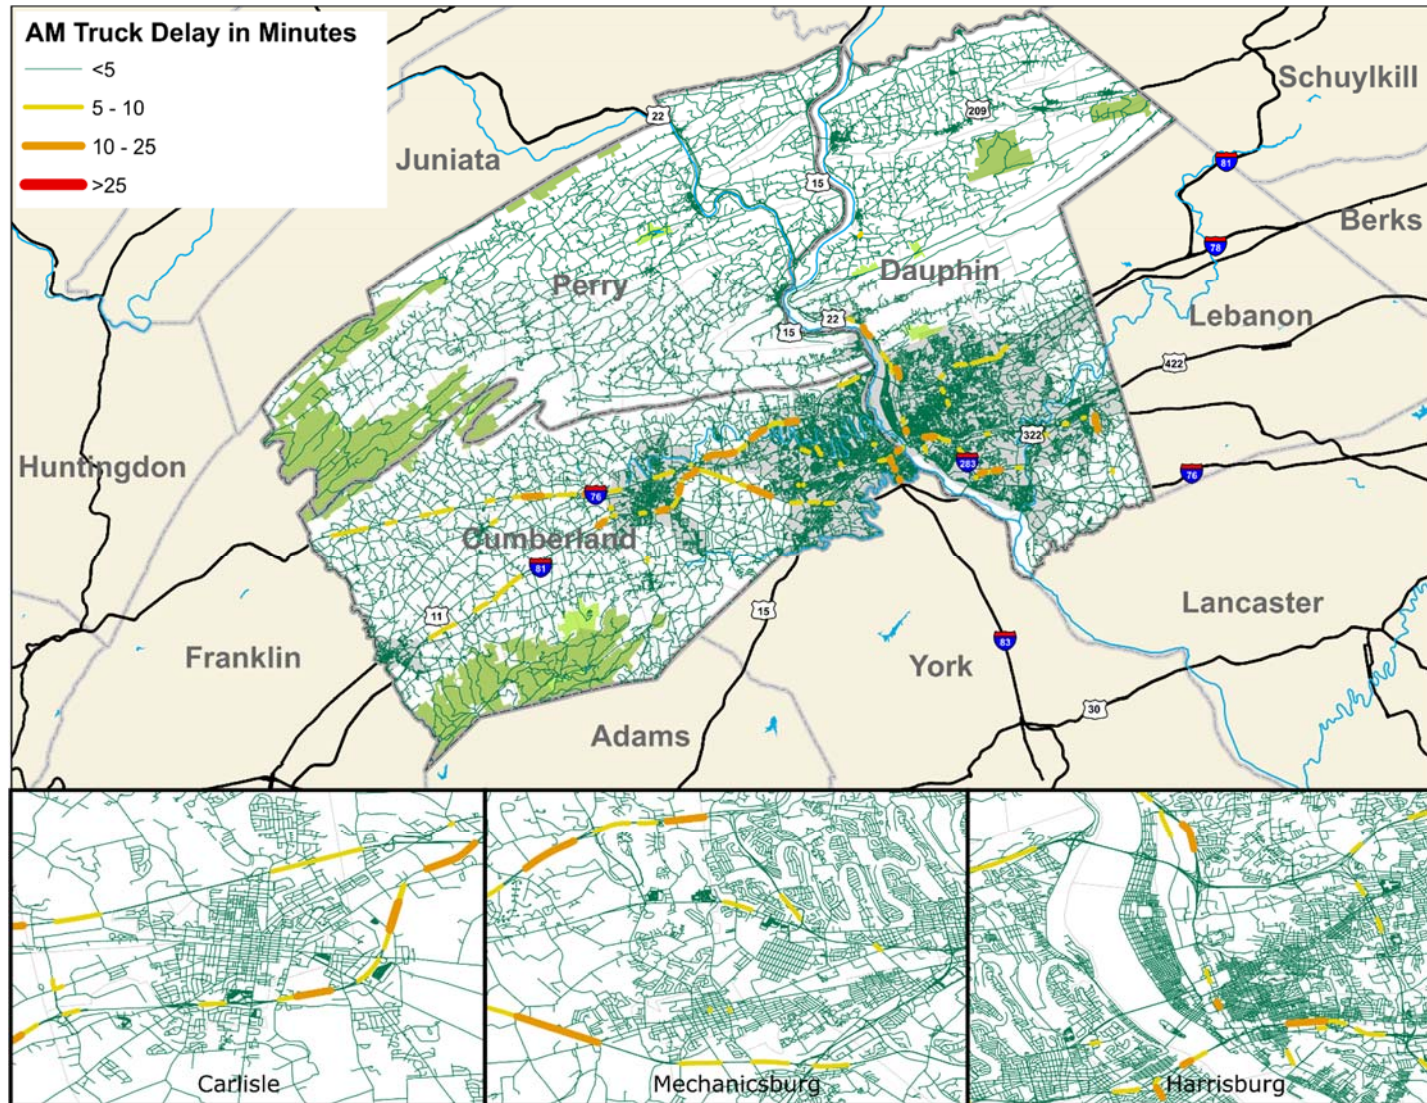 AM Truck Delay in Minutes
<5
5 - 10
10 - 25
>25
Schuylkill
209
22
Juniata
81
15
Berks
78
Dauphin
Perry
Lebanon
22
15
422
322
Huntingdon
283
76
76
Cumberland
81
Lancaster
11
15
83
Franklin
York
30
Adams
Carlisle
Mechanicsburg
Harrisburg